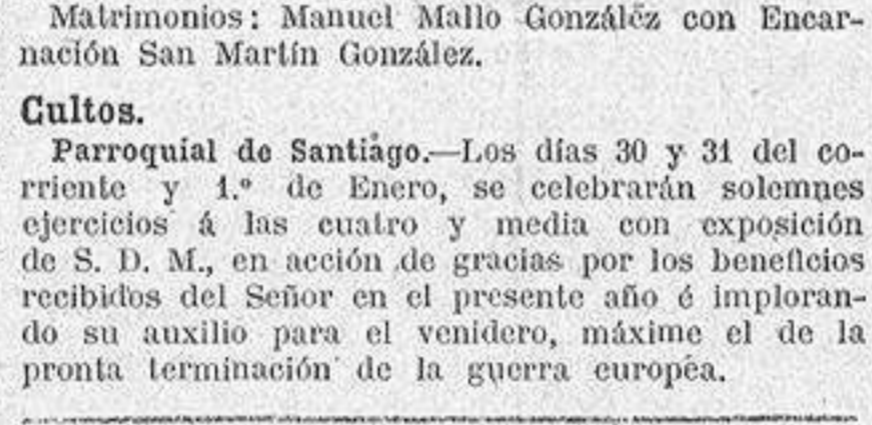 Matrimonios: Manuel Mallo González con Encar-
nación San Martín González.
Cultos.
Parroquial de Santiago.—Los días 30 y 31 del co-
rriente y 1.º de Enero, se celebrarán solemnes
ejercicios á las cuatro y media con exposición
de S. D. M., en acción de gracias por los beneficios
recibidos del Señor en el presente año é imploran-
do su auxilio para el venidero, máxime el de la
pronta terminación de la guerra européa.